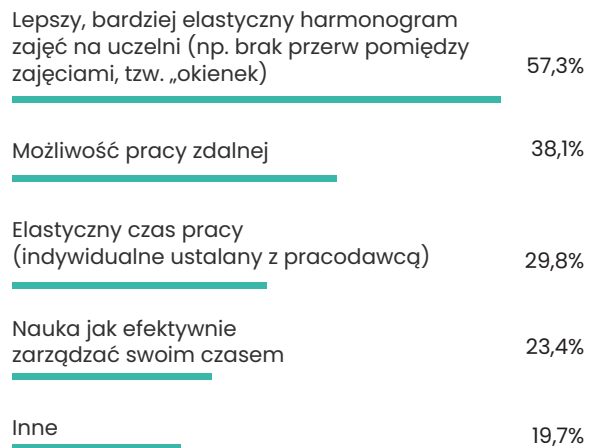 Lepszy, bardziej elastyczny harmonogram
zajęć na uczelni (np. brak przerw pomiędzy
zajęciami, tzw. „okienek)
57,3%
Możliwość pracy zdalnej
38,1%
Elastyczny czas pracy
(indywidualne ustalany z pracodawcą)
29,8%
Nauka jak efektywnie
zarządzać swoim czasem
23,4%
Inne
19,7%